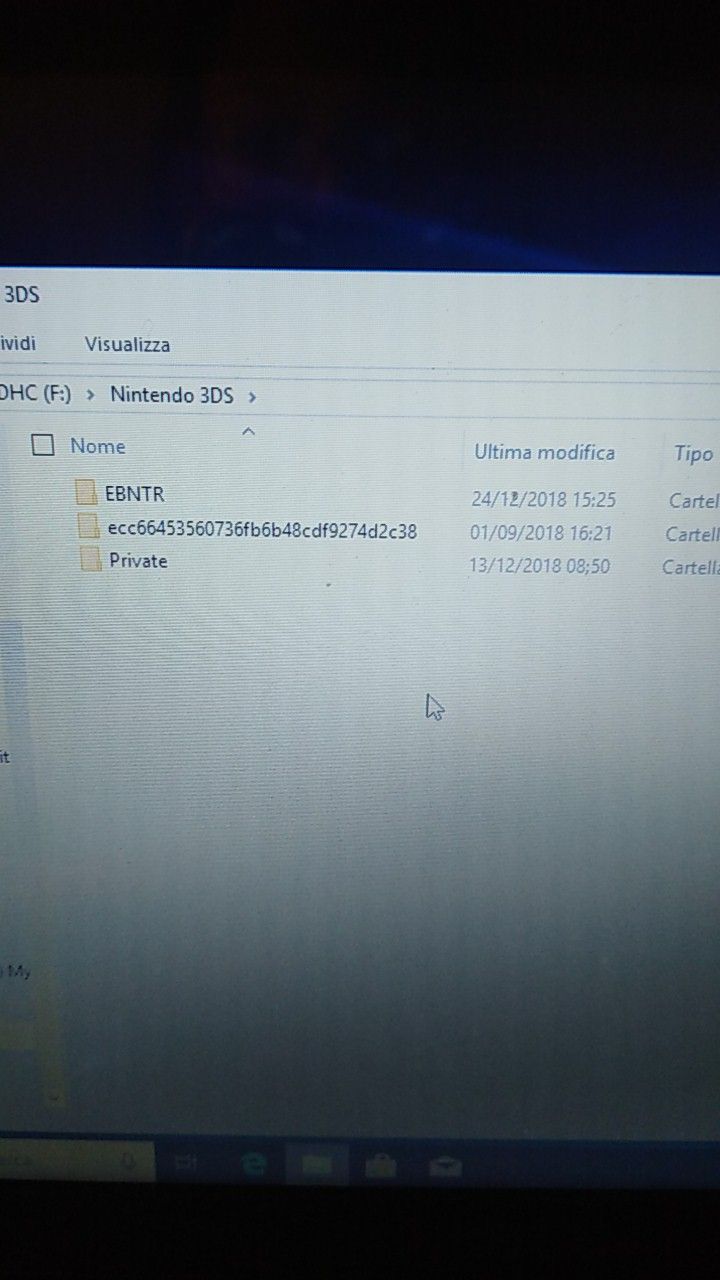 3DS
ividi Visualizza
DHC (F:) › Nintendo 3DS ›
Nome Ultima modifica Tipo
EBNTR 24/12/2018 15:25 Cartel
ecc66453560736fb6b48cdf9274d2c38 01/09/2018 16:21 Cartell
Private 13/12/2018 08:50 Cartella
it
My